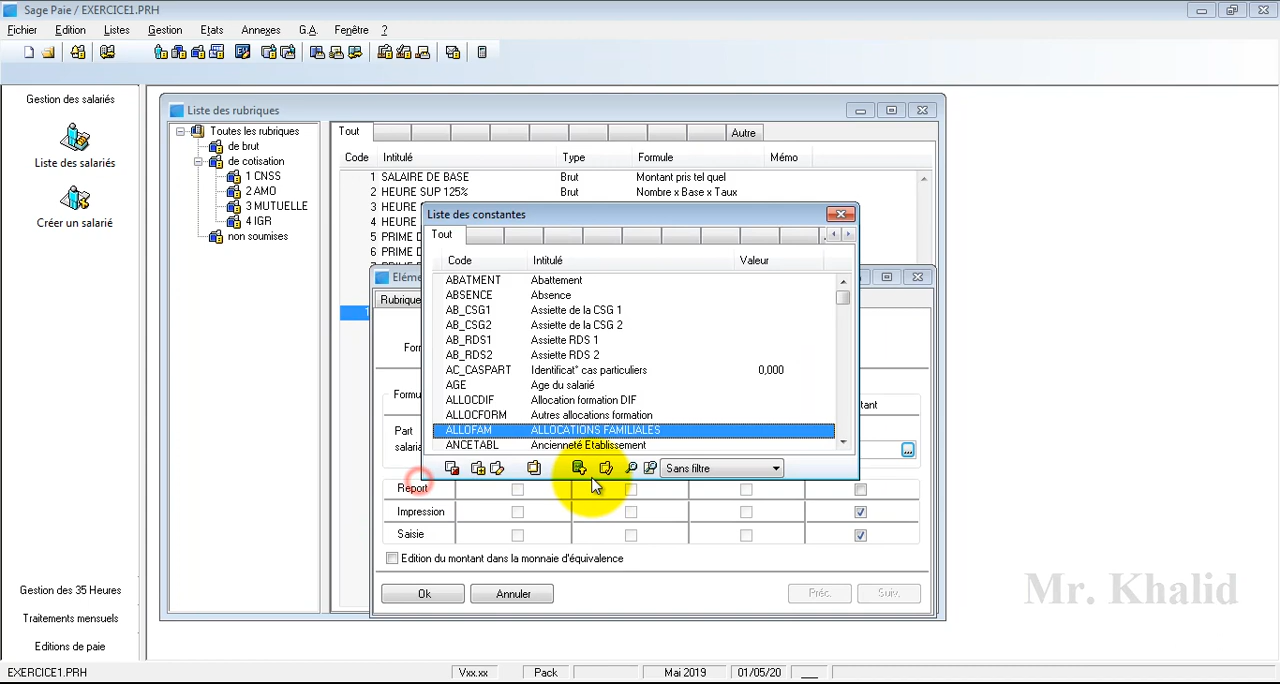 Sage Paie / EXERCICE1.PRH
Fichier Edition Listes Gestion Etats Annexes G.A. Fenêtre ?
Gestion des salariés
Liste des salariés
Créer un salarié
Gestion des 35 Heures
Traitements mensuels
Editions de paie
Liste des rubriques
Toutes les rubriques
de brut
de cotisation
1 CNSS
2 AMO
3 MUTUELLE
4 IGR
non soumises
Tout Autre
Code Intitulé Type Formule Mémo
1 SALAIRE DE BASE Brut Montant pris tel quel
2 HEURE SUP 125% Brut Nombre x Base x Taux
3 HEURE
4 HEURE
5 PRIME D
6 PRIME D
Rubrique
Part
Report
Impression
Saisie
Edition du montant dans la monnaie d'équivalence
Ok Annuler Préc. Suiv.
Liste des constantes
Tout
Code Intitulé Valeur
ABATMENT Abattement
ABSENCE Absence
AB_CSG1 Assiette de la CSG 1
AB_CSG2 Assiette de la CSG 2
AB_RDS1 Assiette RDS 1
AB_RDS2 Assiette RDS 2
AC_CASPART Identificat° cas particuliers 0,000
AGE Age du salarié
ALLOCDIF Allocation formation DIF
ALLOCFORM Autres allocations formation
ALLOFAM ALLOCATIONS FAMILIALES
ANCETABL Ancienneté Etablissement
Sans filtre
Mr. Khalid
EXERCICE1.PRH Vxx.xx Pack Mai 2019 01/05/20